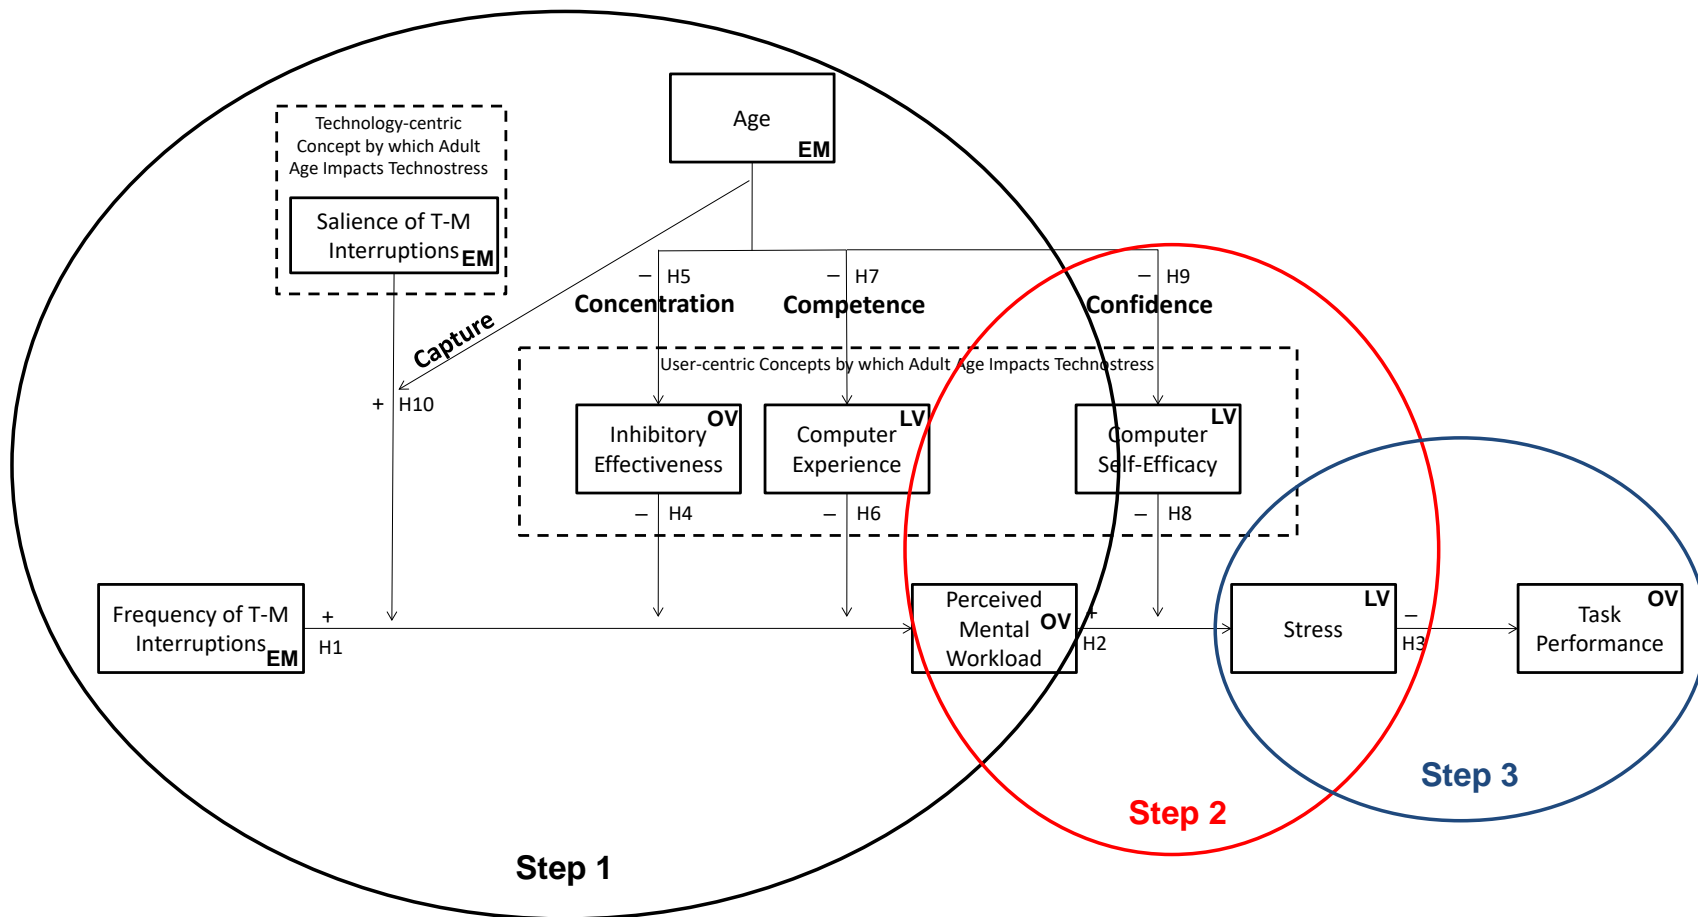 Age
EM
Technology-centric
Concept by which Adult
Age Impacts Technostress
Salience of T-M
Interruptions
EM
– H5
Concentration
– H7
Competence
– H9
Confidence
Capture
+ H10
User-centric Concepts by which Adult Age Impacts Technostress
OV
Inhibitory
Effectiveness
LV
Computer
Experience
LV
Computer
Self-Efficacy
– H4
– H6
– H8
Frequency of T-M
Interruptions
EM
+
H1
Perceived
Mental
Workload
OV
+
H2
LV
Stress
–
H3
OV
Task
Performance
Step 1
Step 2
Step 3